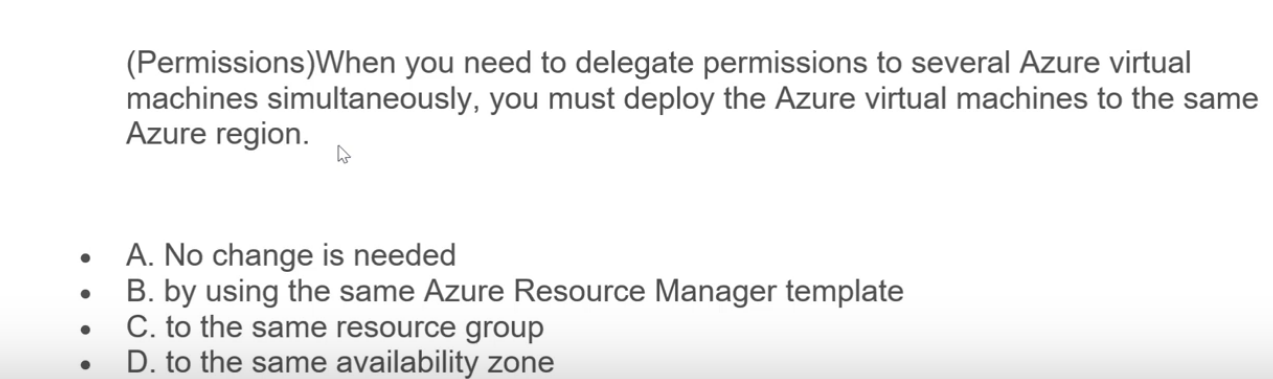 (Permissions)When you need to delegate permissions to several Azure virtual
machines simultaneously, you must deploy the Azure virtual machines to the same
Azure region.
• A. No change is needed
• B. by using the same Azure Resource Manager template
• C. to the same resource group
• D. to the same availability zone